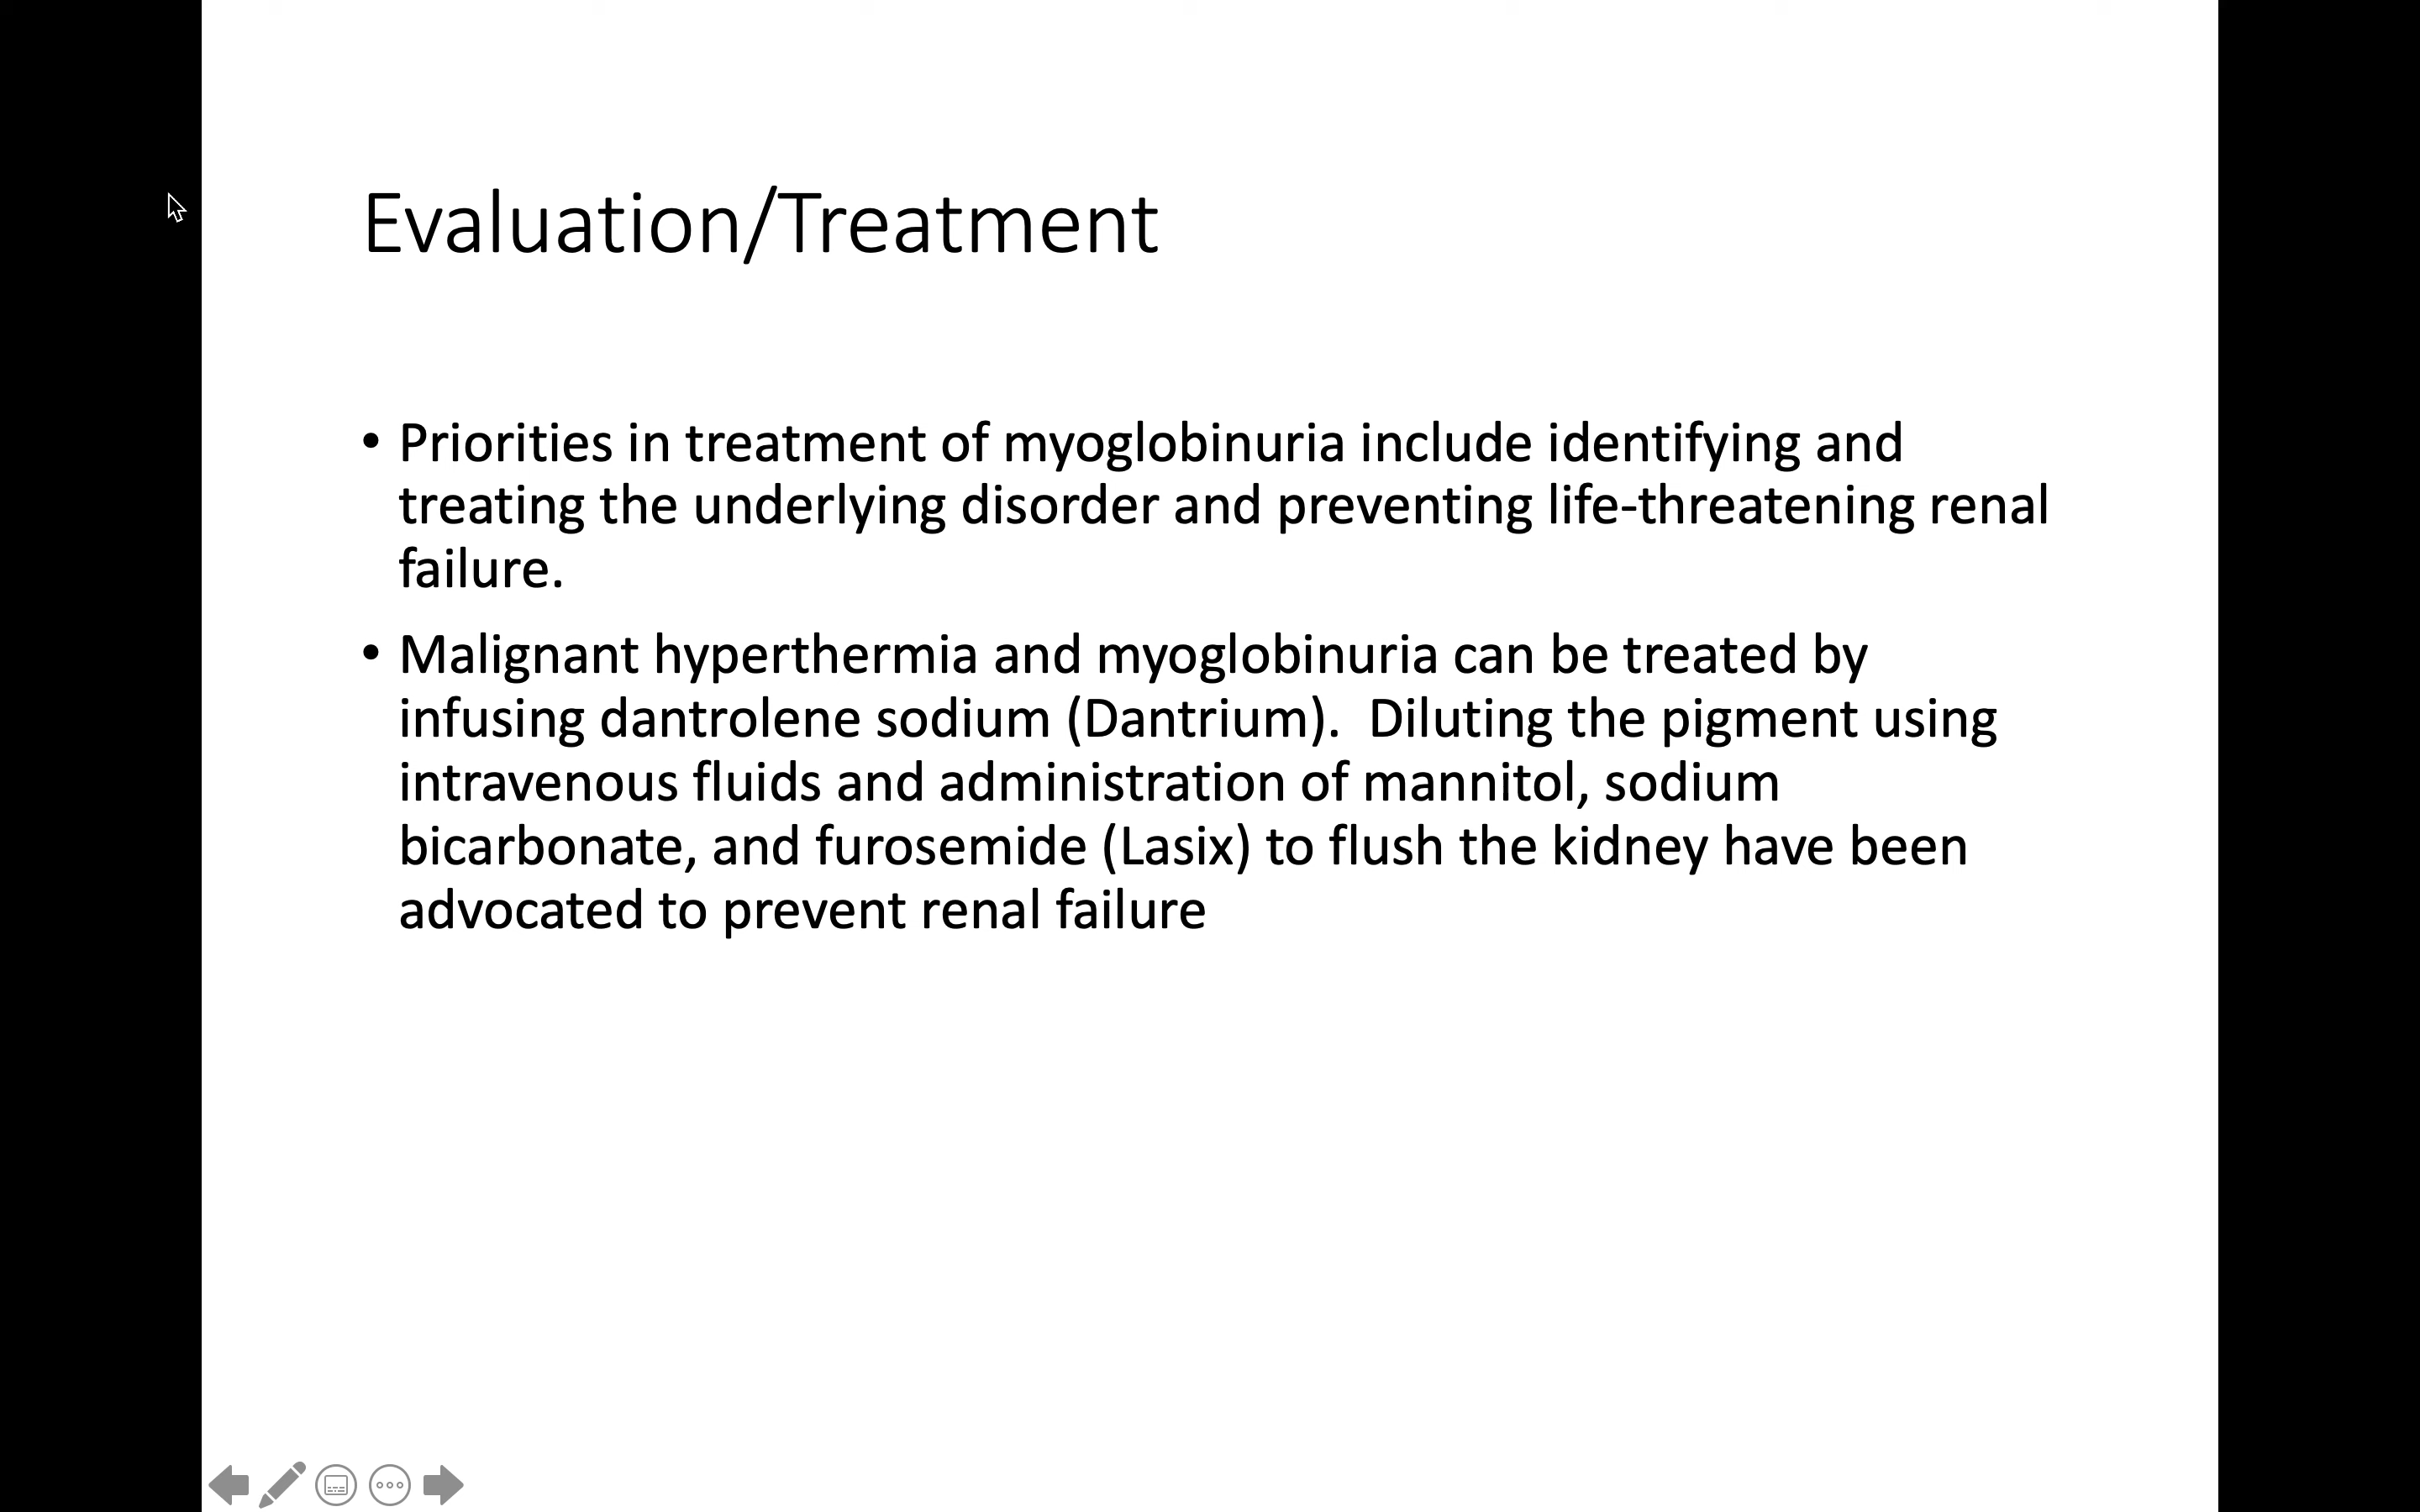 Evaluation/Treatment
• Priorities in treatment of myoglobinuria include identifying and
treating the underlying disorder and preventing life-threatening renal
failure.
• Malignant hyperthermia and myoglobinuria can be treated by
infusing dantrolene sodium (Dantrium).  Diluting the pigment using
intravenous fluids and administration of mannitol, sodium
bicarbonate, and furosemide (Lasix) to flush the kidney have been
advocated to prevent renal failure